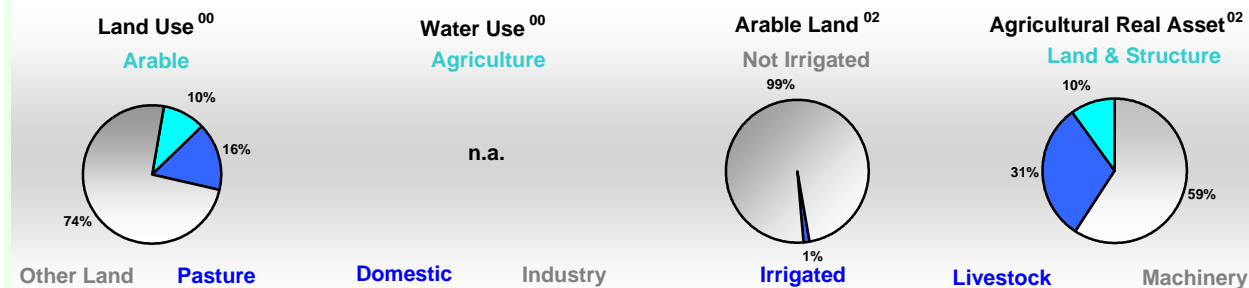 Land Use 00
Arable
10%
16%
74%
Other Land Pasture
Water Use 00
Agriculture
n.a.
Domestic Industry
Arable Land 02
Not Irrigated
99%
1%
Irrigated
Agricultural Real Asset 02
Land & Structure
10%
31%
59%
Livestock Machinery